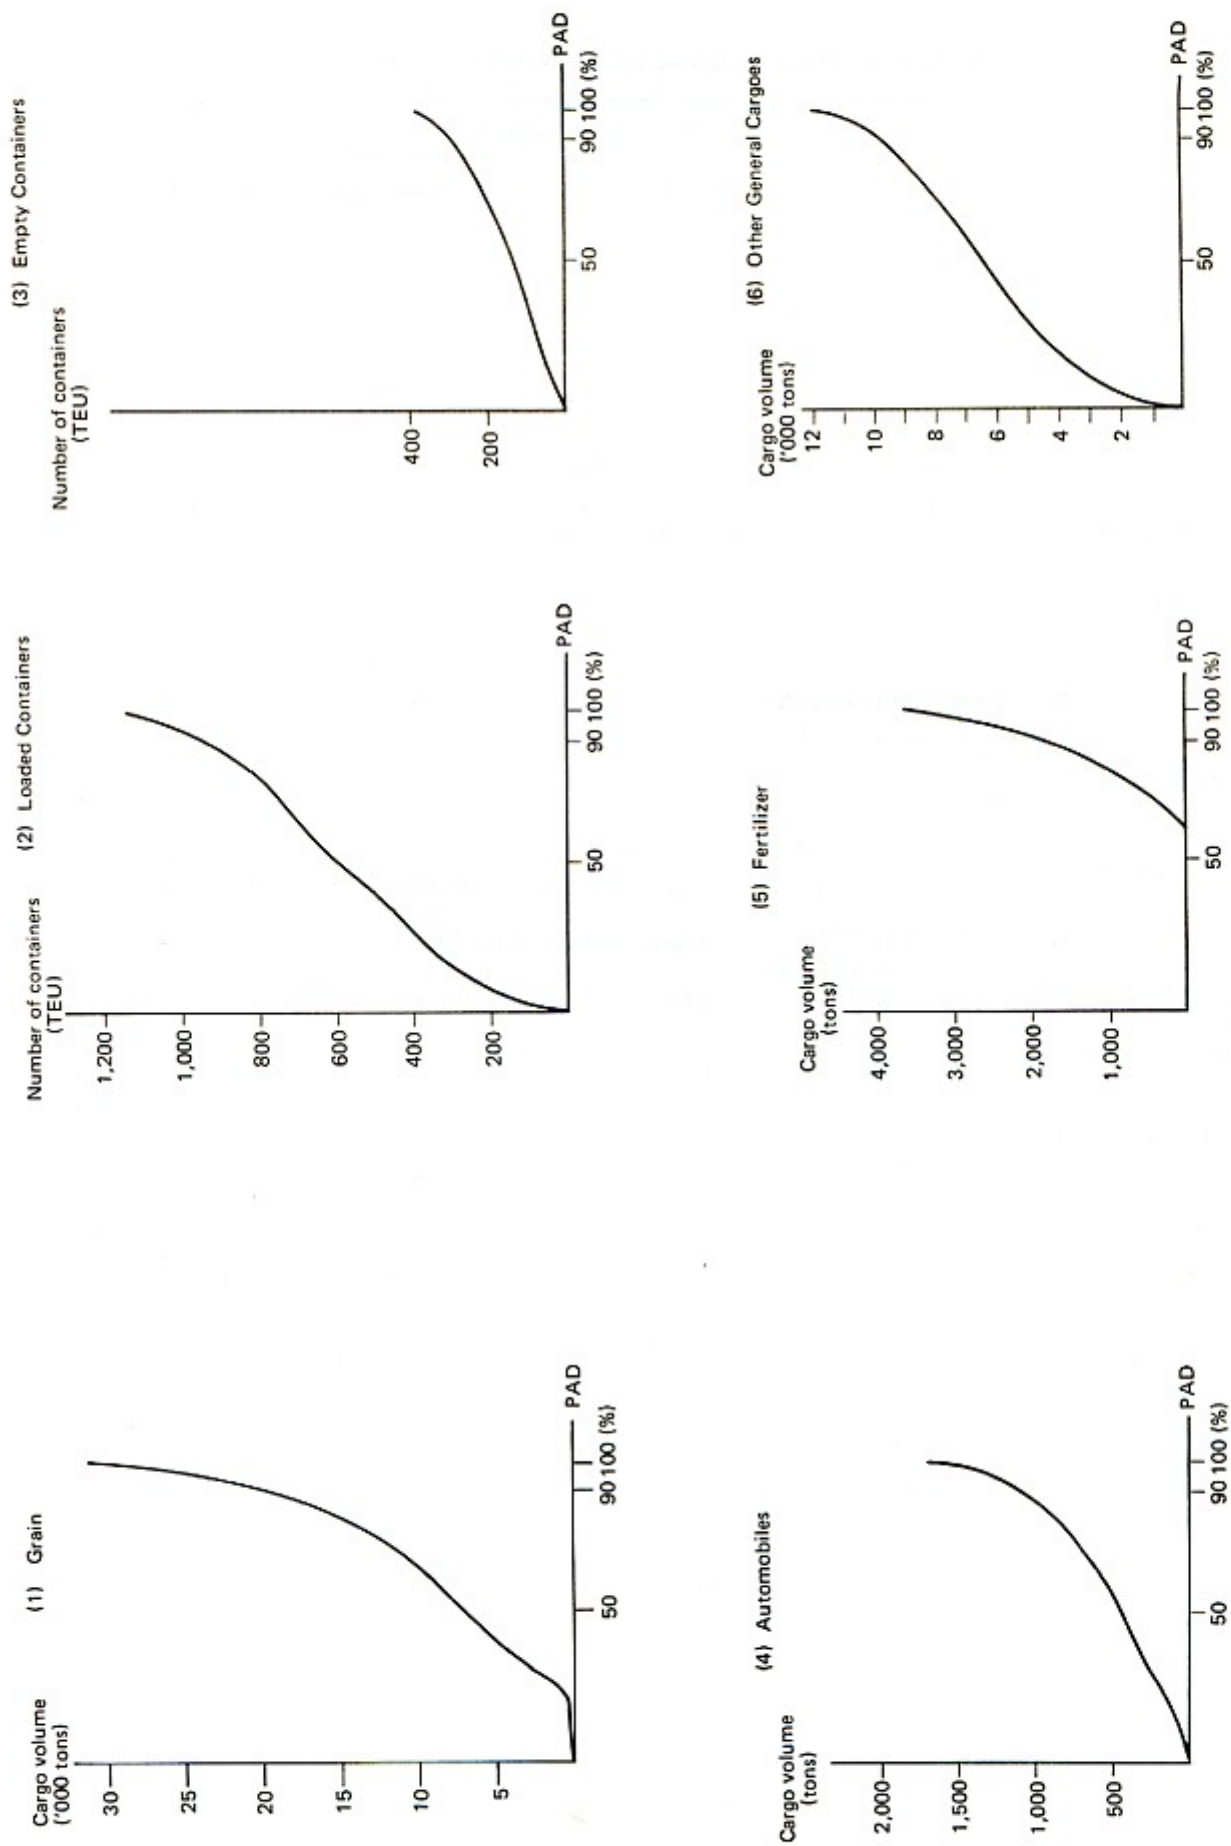 (1) Grain
Cargo volume
('000 tons)
30
25
20
15
10
5
50
90 100 (%)
PAD
(2) Loaded Containers
Number of containers
(TEU)
1,200
1,000
800
600
400
200
50
90 100 (%)
PAD
(3) Empty Containers
Number of containers
(TEU)
400
200
50
90 100 (%)
PAD
(4) Automobiles
Cargo volume
(tons)
2,000
1,500
1,000
500
50
90 100 (%)
PAD
(5) Fertilizer
Cargo volume
(tons)
4,000
3,000
2,000
1,000
50
90 100 (%)
PAD
(6) Other General Cargoes
Cargo volume
('000 tons)
12
10
8
6
4
2
50
90 100 (%)
PAD